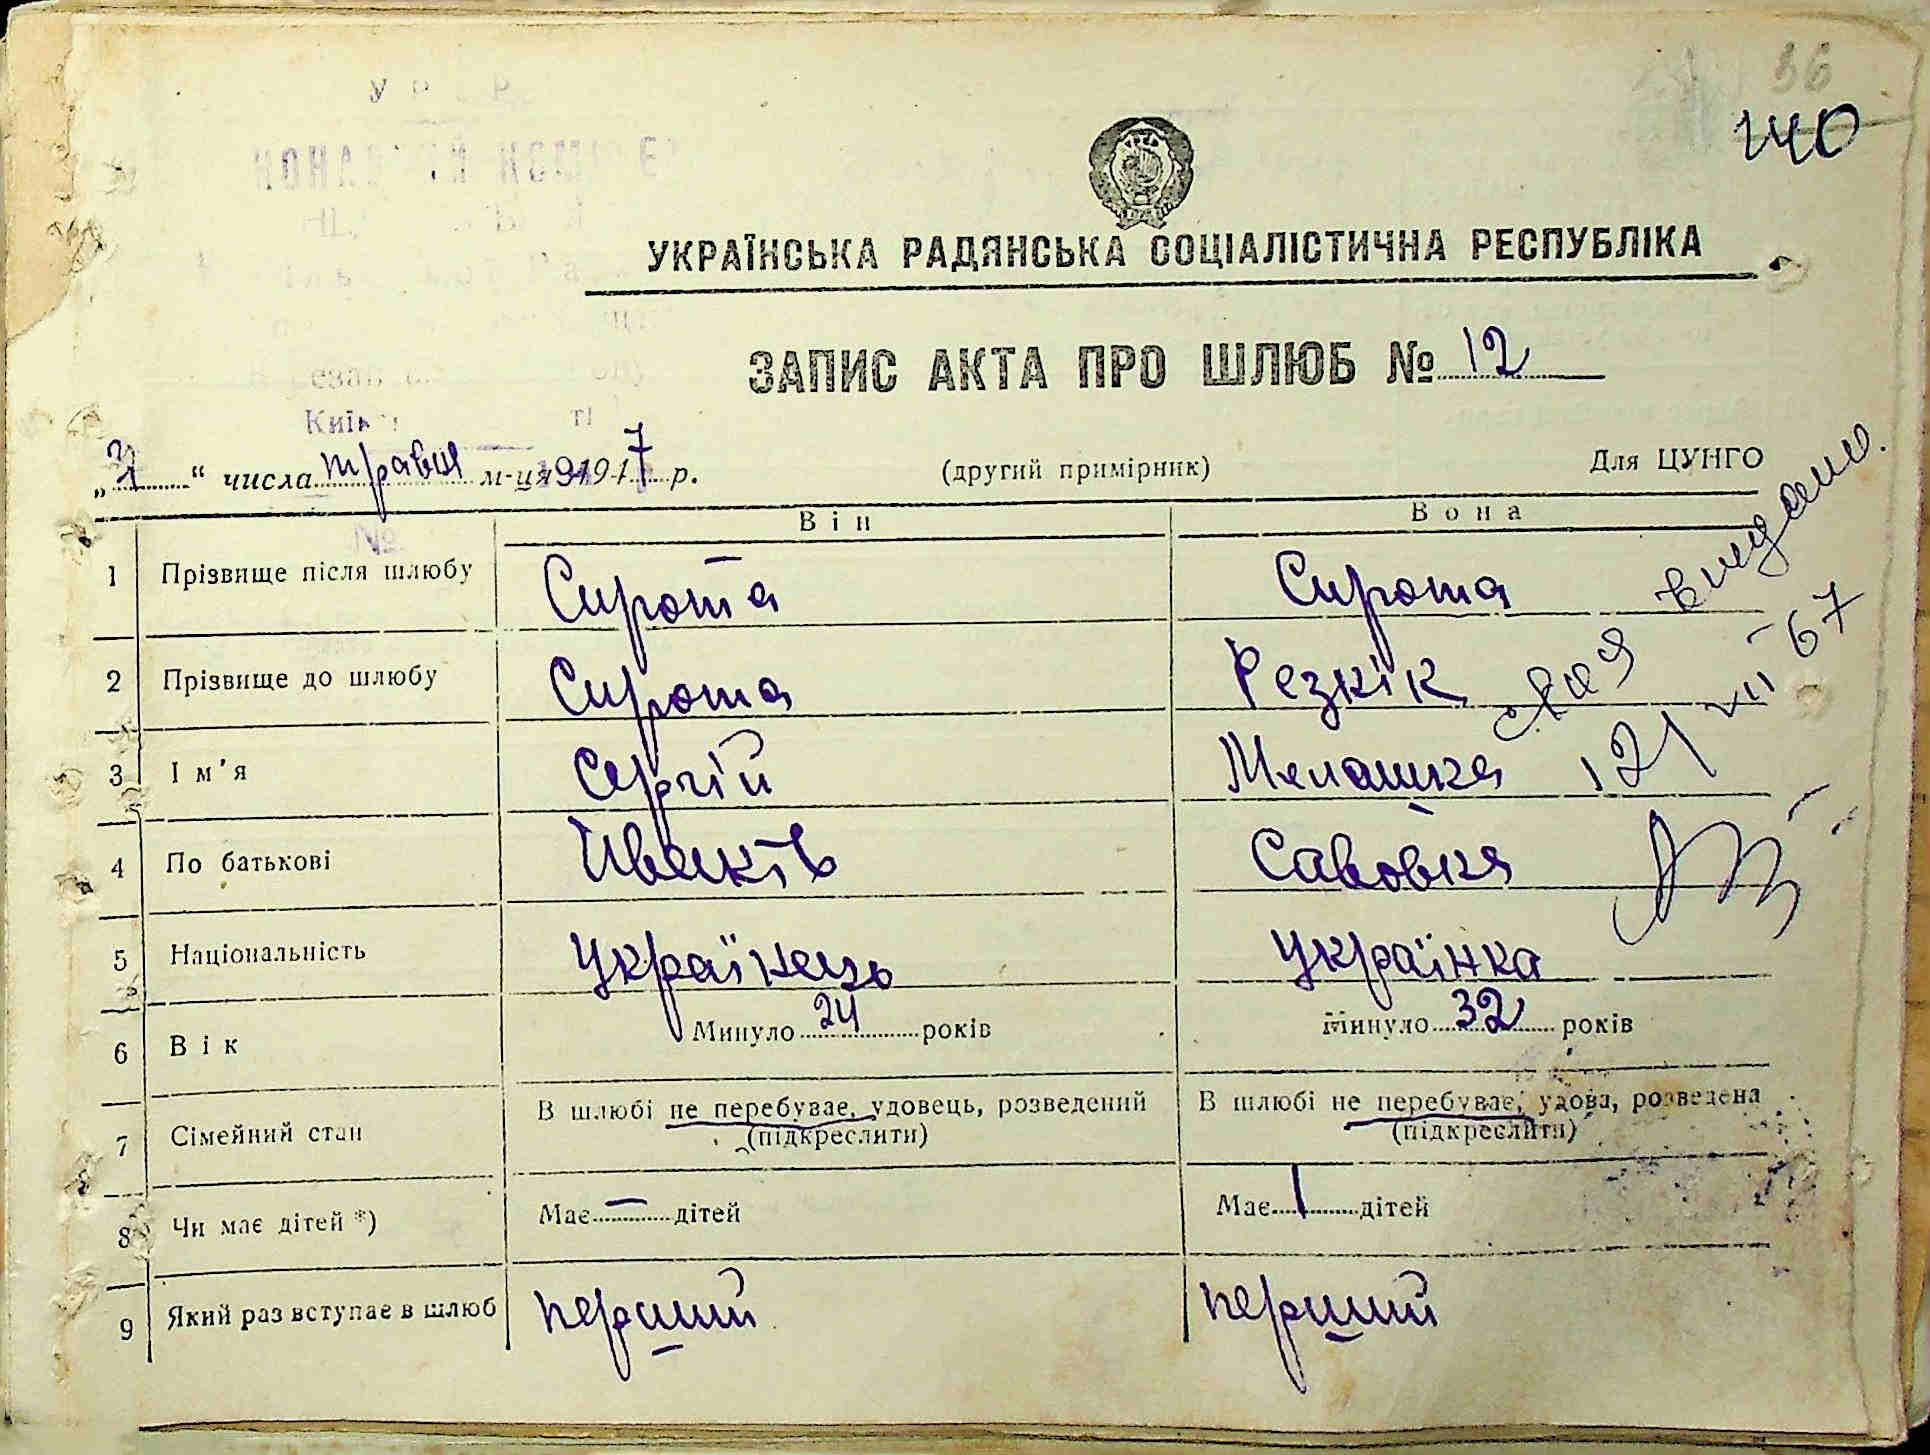 36
140
УКРАЇНСЬКА РАДЯНСЬКА СОЦІАЛІСТИЧНА РЕСПУБЛІКА
ЗАПИС АКТА ПРО ШЛЮБ № 12
„ “ числа травня м-ця 1947 р. (другий примірник) Для ЦУНГО
Він Вона
1 Прізвище після шлюбу Сирота Сирота
2 Прізвище до шлюбу Сирота Резнік
3 Ім'я Сергій Мелашка
4 По батькові Іванів Савовна
5 Національність Українець Українка
6 Вік Минуло 24 років Минуло 32 років
7 Сімейний стан В шлюбі не перебуває, удовець, розведений В шлюбі не перебуває, удова, розведена
(підкреслити) (підкреслити)
8 Чи має дітей *) Має — дітей Має 1 дітей
9 Який раз вступає в шлюб перший перший
видано
21 VII 67